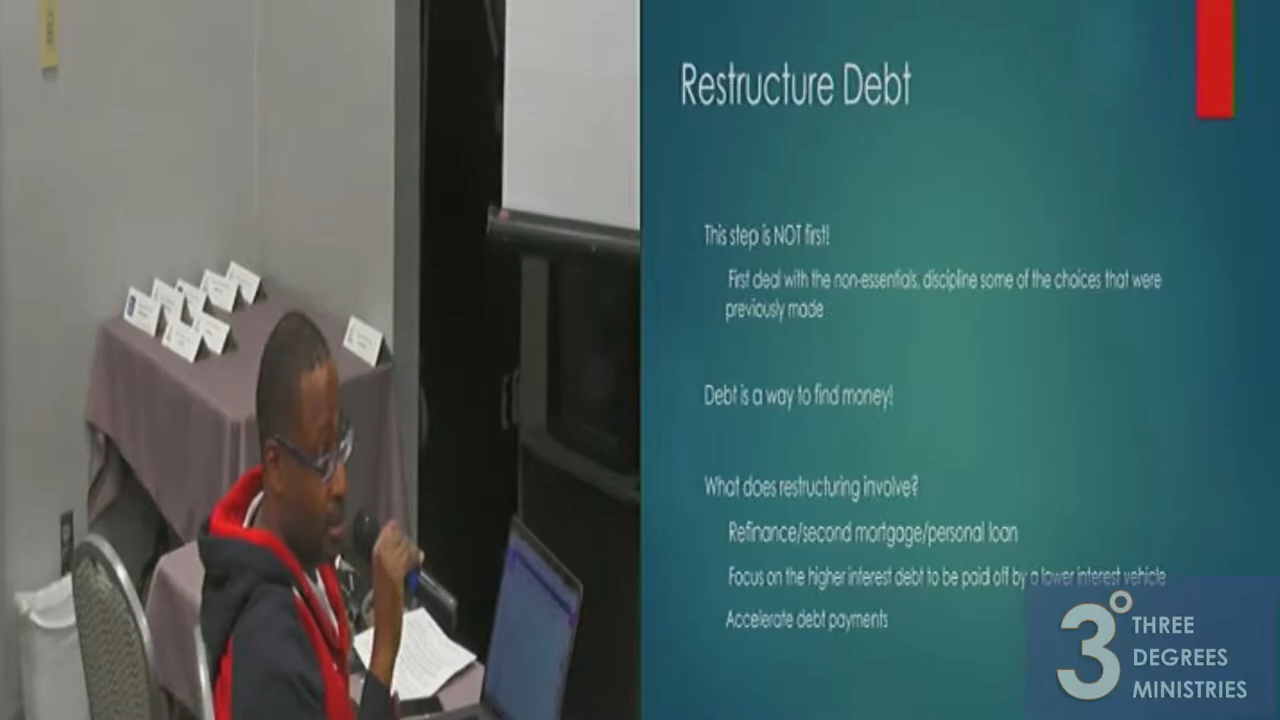 Restructure Debt
This step is NOT first!
First deal with the non-essentials, discipline some of the choices that were
previously made
Debt is a way to find money!
What does restructuring involve?
Refinance/second mortgage/personal loan
Focus on the higher interest debt to be paid off by a lower interest vehicle
Accelerate debt payments
3° THREE
DEGREES
MINISTRIES